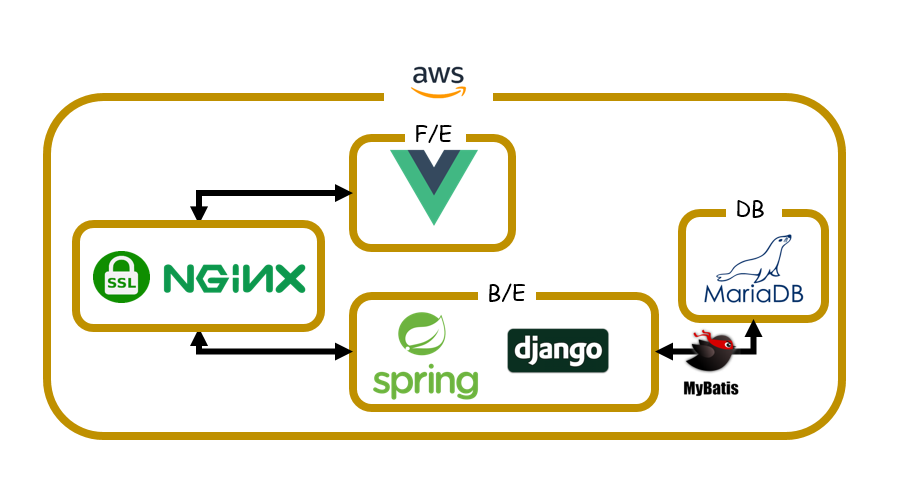 aws
F/E
DB
SSL
NGiNX
MariaDB
B/E
spring
django
MyBatis